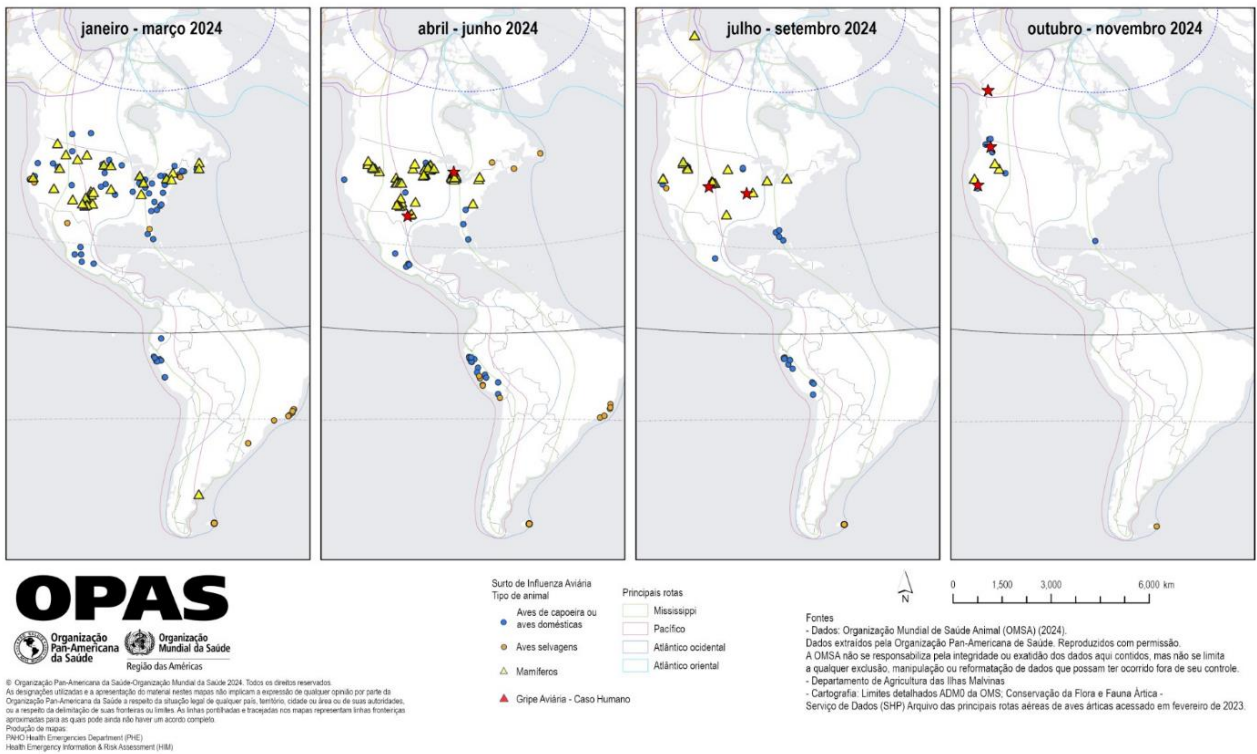 janeiro - março 2024
abril - junho 2024
julho - setembro 2024
outubro - novembro 2024
OPAS
Organização
Pan-Americana
da Saúde
Organização
Mundial da Saúde
Região das Américas
© Organização Pan-Americana da Saúde-Organização Mundial da Saúde 2024. Todos os direitos reservados.
As designações utilizadas e a apresentação do material nestes mapas não implicam a expressão de qualquer opinião por parte da
Organização Pan-Americana da Saúde a respeito da situação legal de qualquer país, território, cidade ou área ou de suas autoridades,
ou a respeito da delimitação de suas fronteiras ou limites. As linhas pontilhadas e tracejadas nos mapas representam linhas fronteiriças
aproximadas para as quais pode ainda não haver um acordo completo.
Produção de mapas:
PAHO Health Emergencies Department (PHE)
Health Emergency Information & Risk Assessment (HIM)
Surto de Influenza Aviária
Tipo de animal
Aves de capoeira ou
aves domésticas
Aves selvagens
Mamíferos
Gripe Aviária - Caso Humano
Principais rotas
Mississippi
Pacífico
Atlântico ocidental
Atlântico oriental
N
0 1,500 3,000 6,000 km
Fontes
- Dados: Organização Mundial de Saúde Animal (OMSA) (2024).
Dados extraídos pela Organização Pan-Americana de Saúde. Reproduzidos com permissão.
A OMSA não se responsabiliza pela integridade ou exatidão dos dados aqui contidos, mas não se limita
a qualquer exclusão, manipulação ou reformatação de dados que possam ter ocorrido fora de seu controle.
- Departamento de Agricultura das Ilhas Malvinas
- Cartografia: Limites detalhados ADM0 da OMS; Conservação da Flora e Fauna Ártica -
Serviço de Dados (SHP) Arquivo das principais rotas aéreas de aves árticas acessado em fevereiro de 2023.